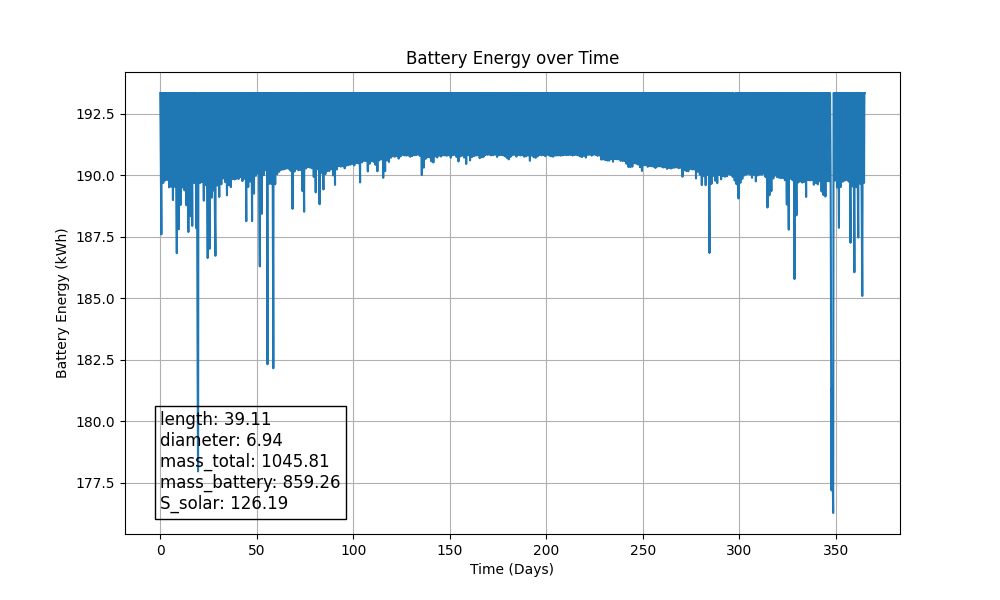 Battery Energy over Time
Battery Energy (kWh)
192.5
190.0
187.5
185.0
182.5
180.0
177.5
length: 39.11
diameter: 6.94
mass_total: 1045.81
mass_battery: 859.26
S_solar: 126.19
0 50 100 150 200 250 300 350
Time (Days)